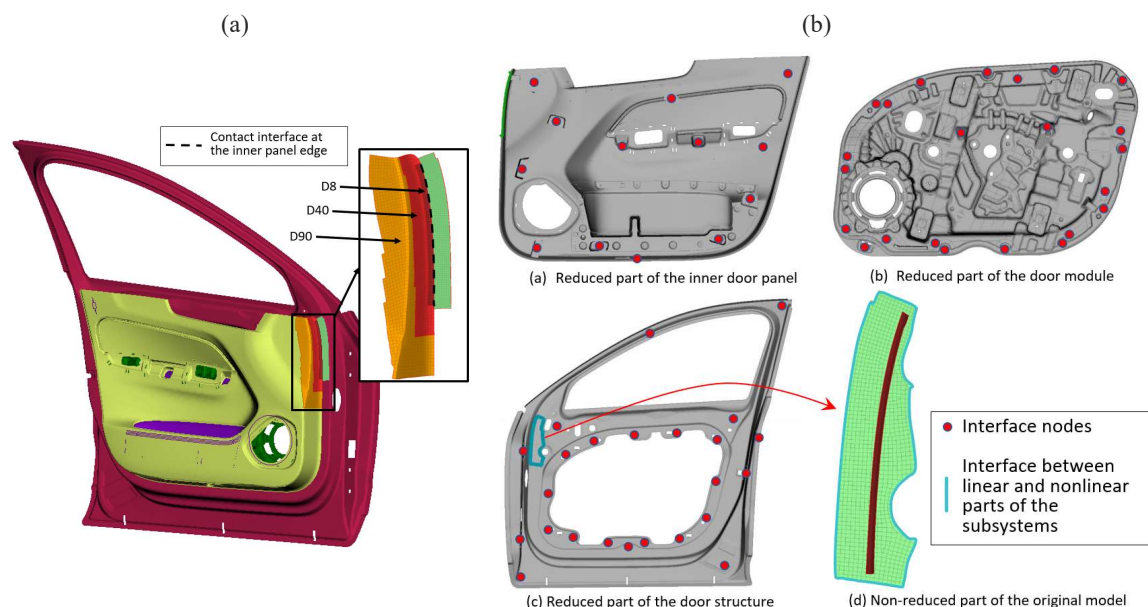 (a)
(b)
Contact interface at
the inner panel edge
D8
D40
D90
(a) Reduced part of the inner door panel
(b) Reduced part of the door module
Interface nodes
Interface between
linear and nonlinear
parts of the
subsystems
(c) Reduced part of the door structure
(d) Non-reduced part of the original model